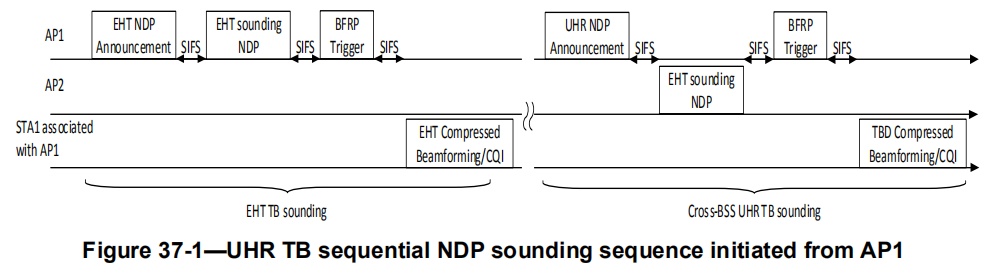 AP1
EHT NDP
Announcement
SIFS
EHT sounding
NDP
SIFS
BFRP
Trigger
SIFS
UHR NDP
Announcement
SIFS
SIFS
BFRP
Trigger
SIFS
AP2
EHT sounding
NDP
STA1 associated
with AP1
EHT Compressed
Beamforming/CQI
TBD Compressed
Beamforming/CQI
EHT TB sounding
Cross-BSS UHR TB sounding
Figure 37-1—UHR TB sequential NDP sounding sequence initiated from AP1